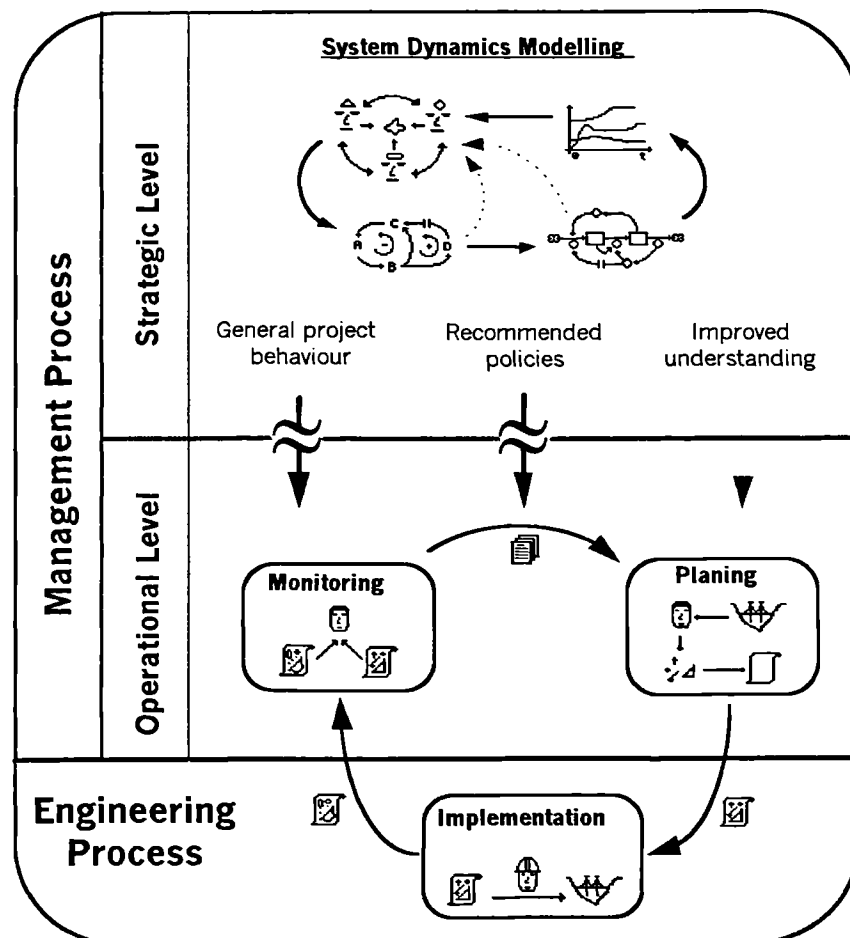 System Dynamics Modelling
o
t
C
A
-
+
D
B
General project
behaviour
Recommended
policies
Improved
understanding
Management Process
Strategic Level
Operational Level
Monitoring
Planing
Engineering
Process
Implementation